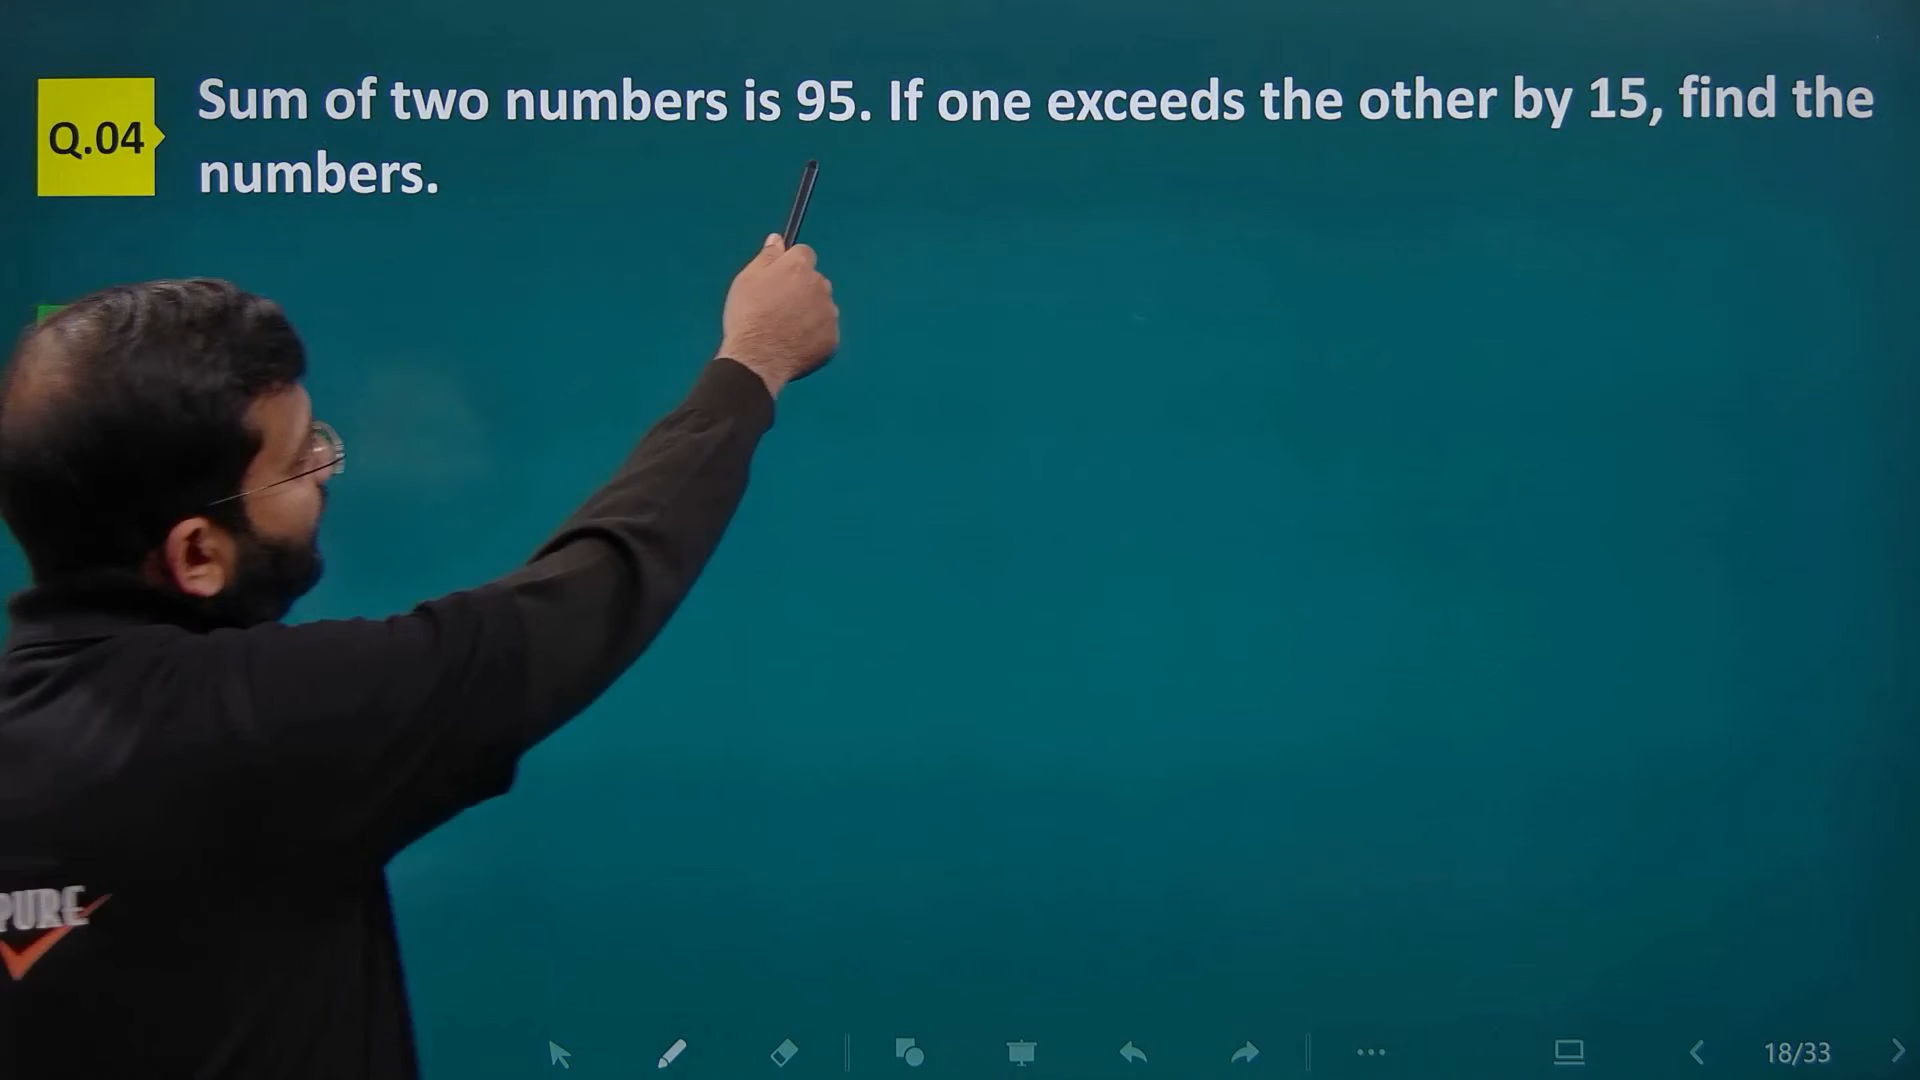 Q.04
Sum of two numbers is 95. If one exceeds the other by 15, find the
numbers.
PURE
18/33